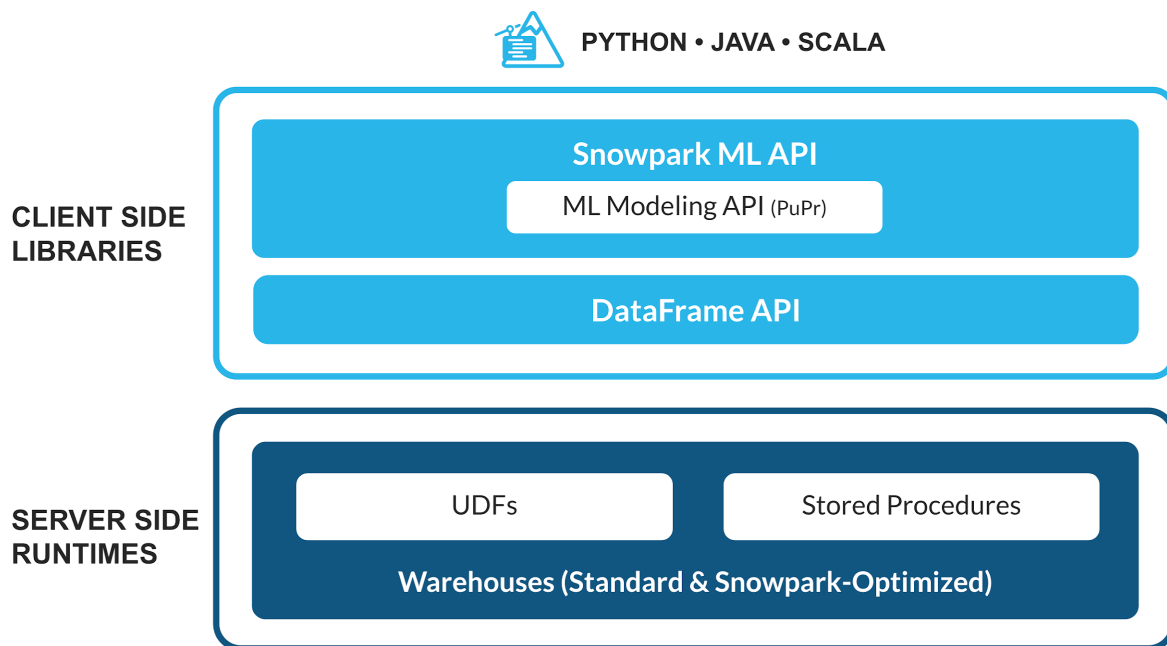 PYTHON • JAVA • SCALA
CLIENT SIDE
LIBRARIES
Snowpark ML API
ML Modeling API (PuPr)
DataFrame API
SERVER SIDE
RUNTIMES
UDFs
Stored Procedures
Warehouses (Standard & Snowpark-Optimized)